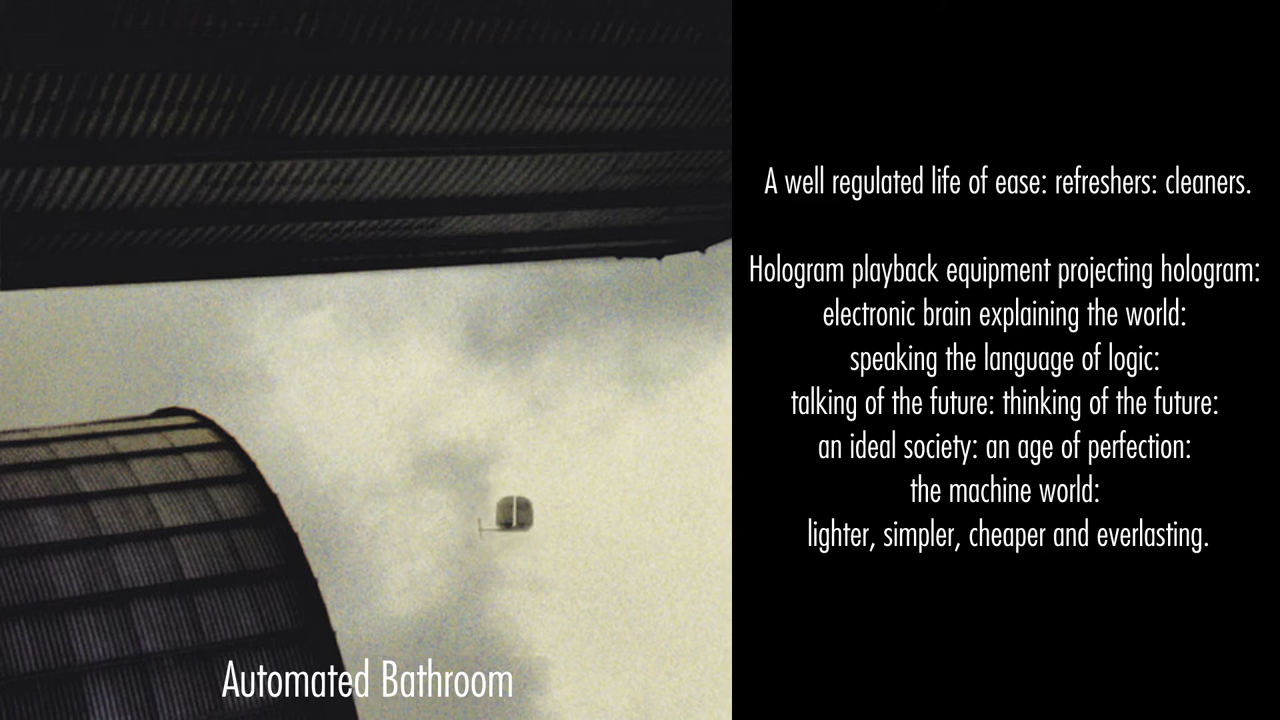 Automated Bathroom
A well regulated life of ease: refreshers: cleaners.
Hologram playback equipment projecting hologram:
electronic brain explaining the world:
speaking the language of logic:
talking of the future: thinking of the future:
an ideal society: an age of perfection:
the machine world:
lighter, simpler, cheaper and everlasting.